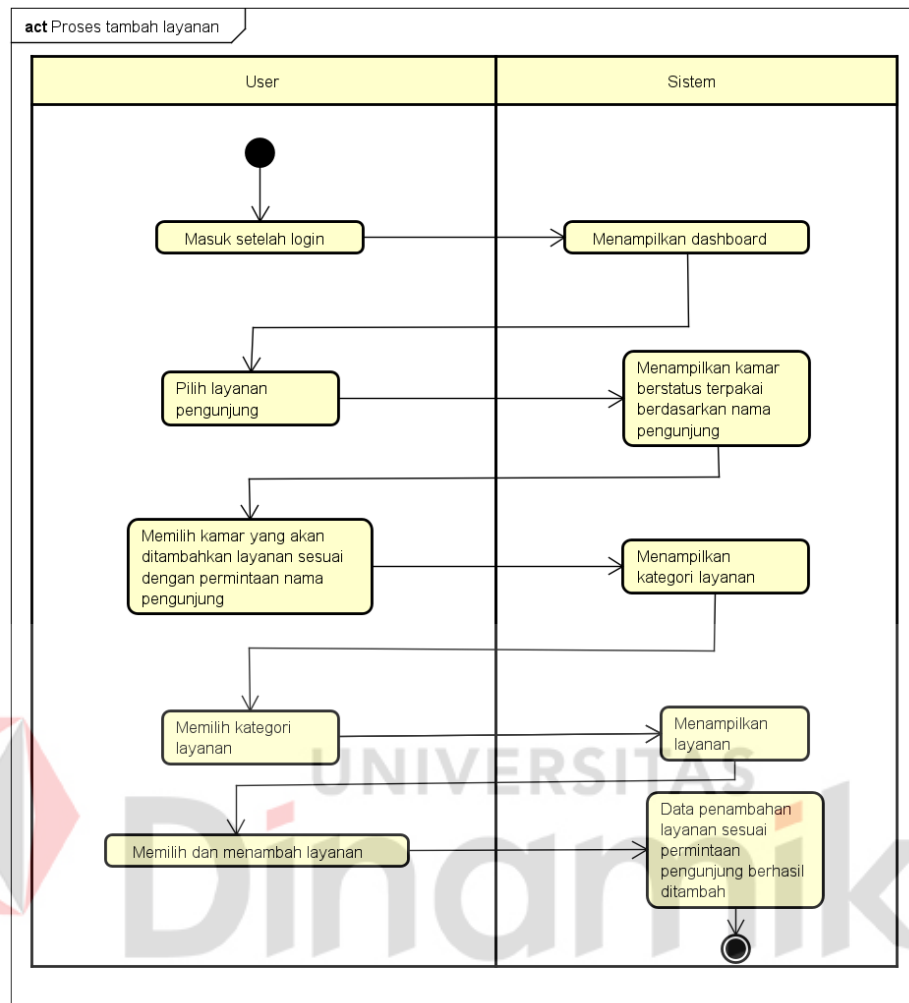 act Proses tambah layanan
User
Sistem
Masuk setelah login
Menampilkan dashboard
Pilih layanan
pengunjung
Menampilkan kamar
berstatus terpakai
berdasarkan nama
pengunjung
Memilih kamar yang akan
ditambahkan layanan sesuai
dengan permintaan nama
pengunjung
Menampilkan
kategori layanan
Memilih kategori
layanan
Menampilkan
layanan
UNIVERSITAS
Dinamik
Memilih dan menambah layanan
Data penambahan
layanan sesuai
permintaan
pengunjung berhasil
ditambah